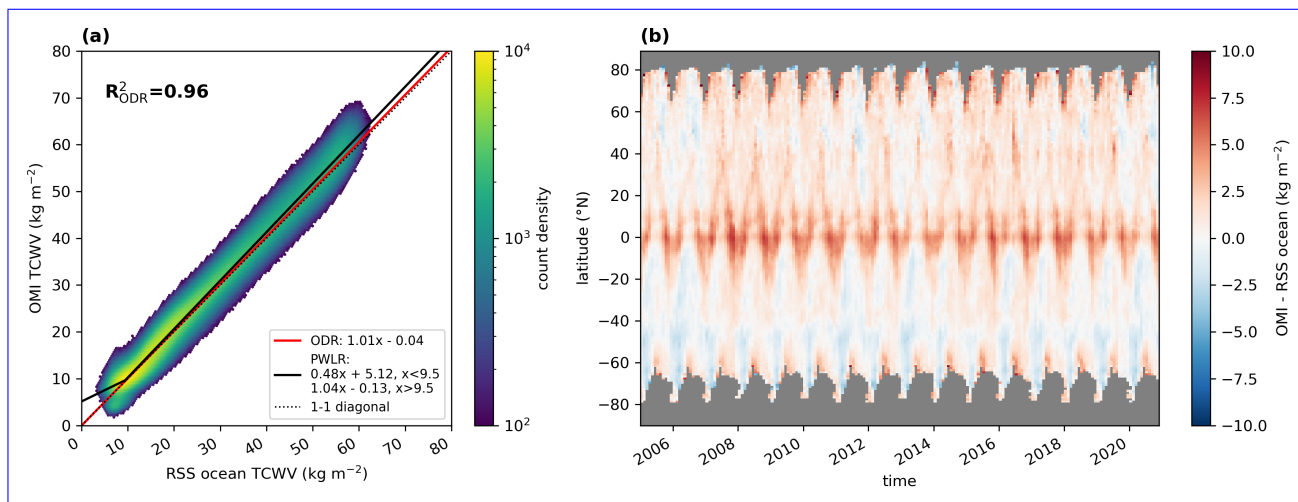 (a)
R²ODR=0.96
OMI TCWV (kg m⁻²)
80
70
60
50
40
30
20
10
0
0 10 20 30 40 50 60 70 80
RSS ocean TCWV (kg m⁻²)
ODR: 1.01x - 0.04
PWLR:
0.48x + 5.12, x<9.5
1.04x - 0.13, x>9.5
1-1 diagonal
10⁴
10³
10²
count density
(b)
latitude (°N)
80
60
40
20
0
−20
−40
−60
−80
2006 2008 2010 2012 2014 2016 2018 2020
time
10.0
7.5
5.0
2.5
0.0
−2.5
−5.0
−7.5
−10.0
OMI - RSS ocean (kg m⁻²)